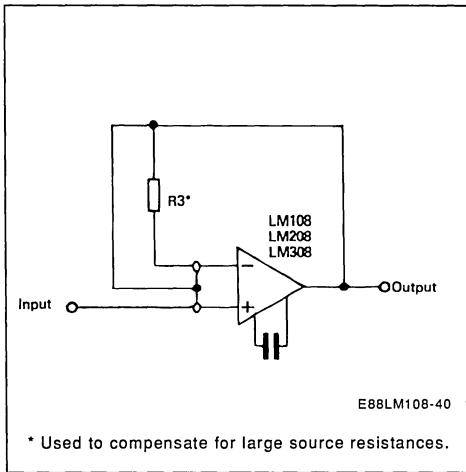 R3*
LM108
LM208
LM308
−
+
Input
Output
E88LM108-40
* Used to compensate for large source resistances.